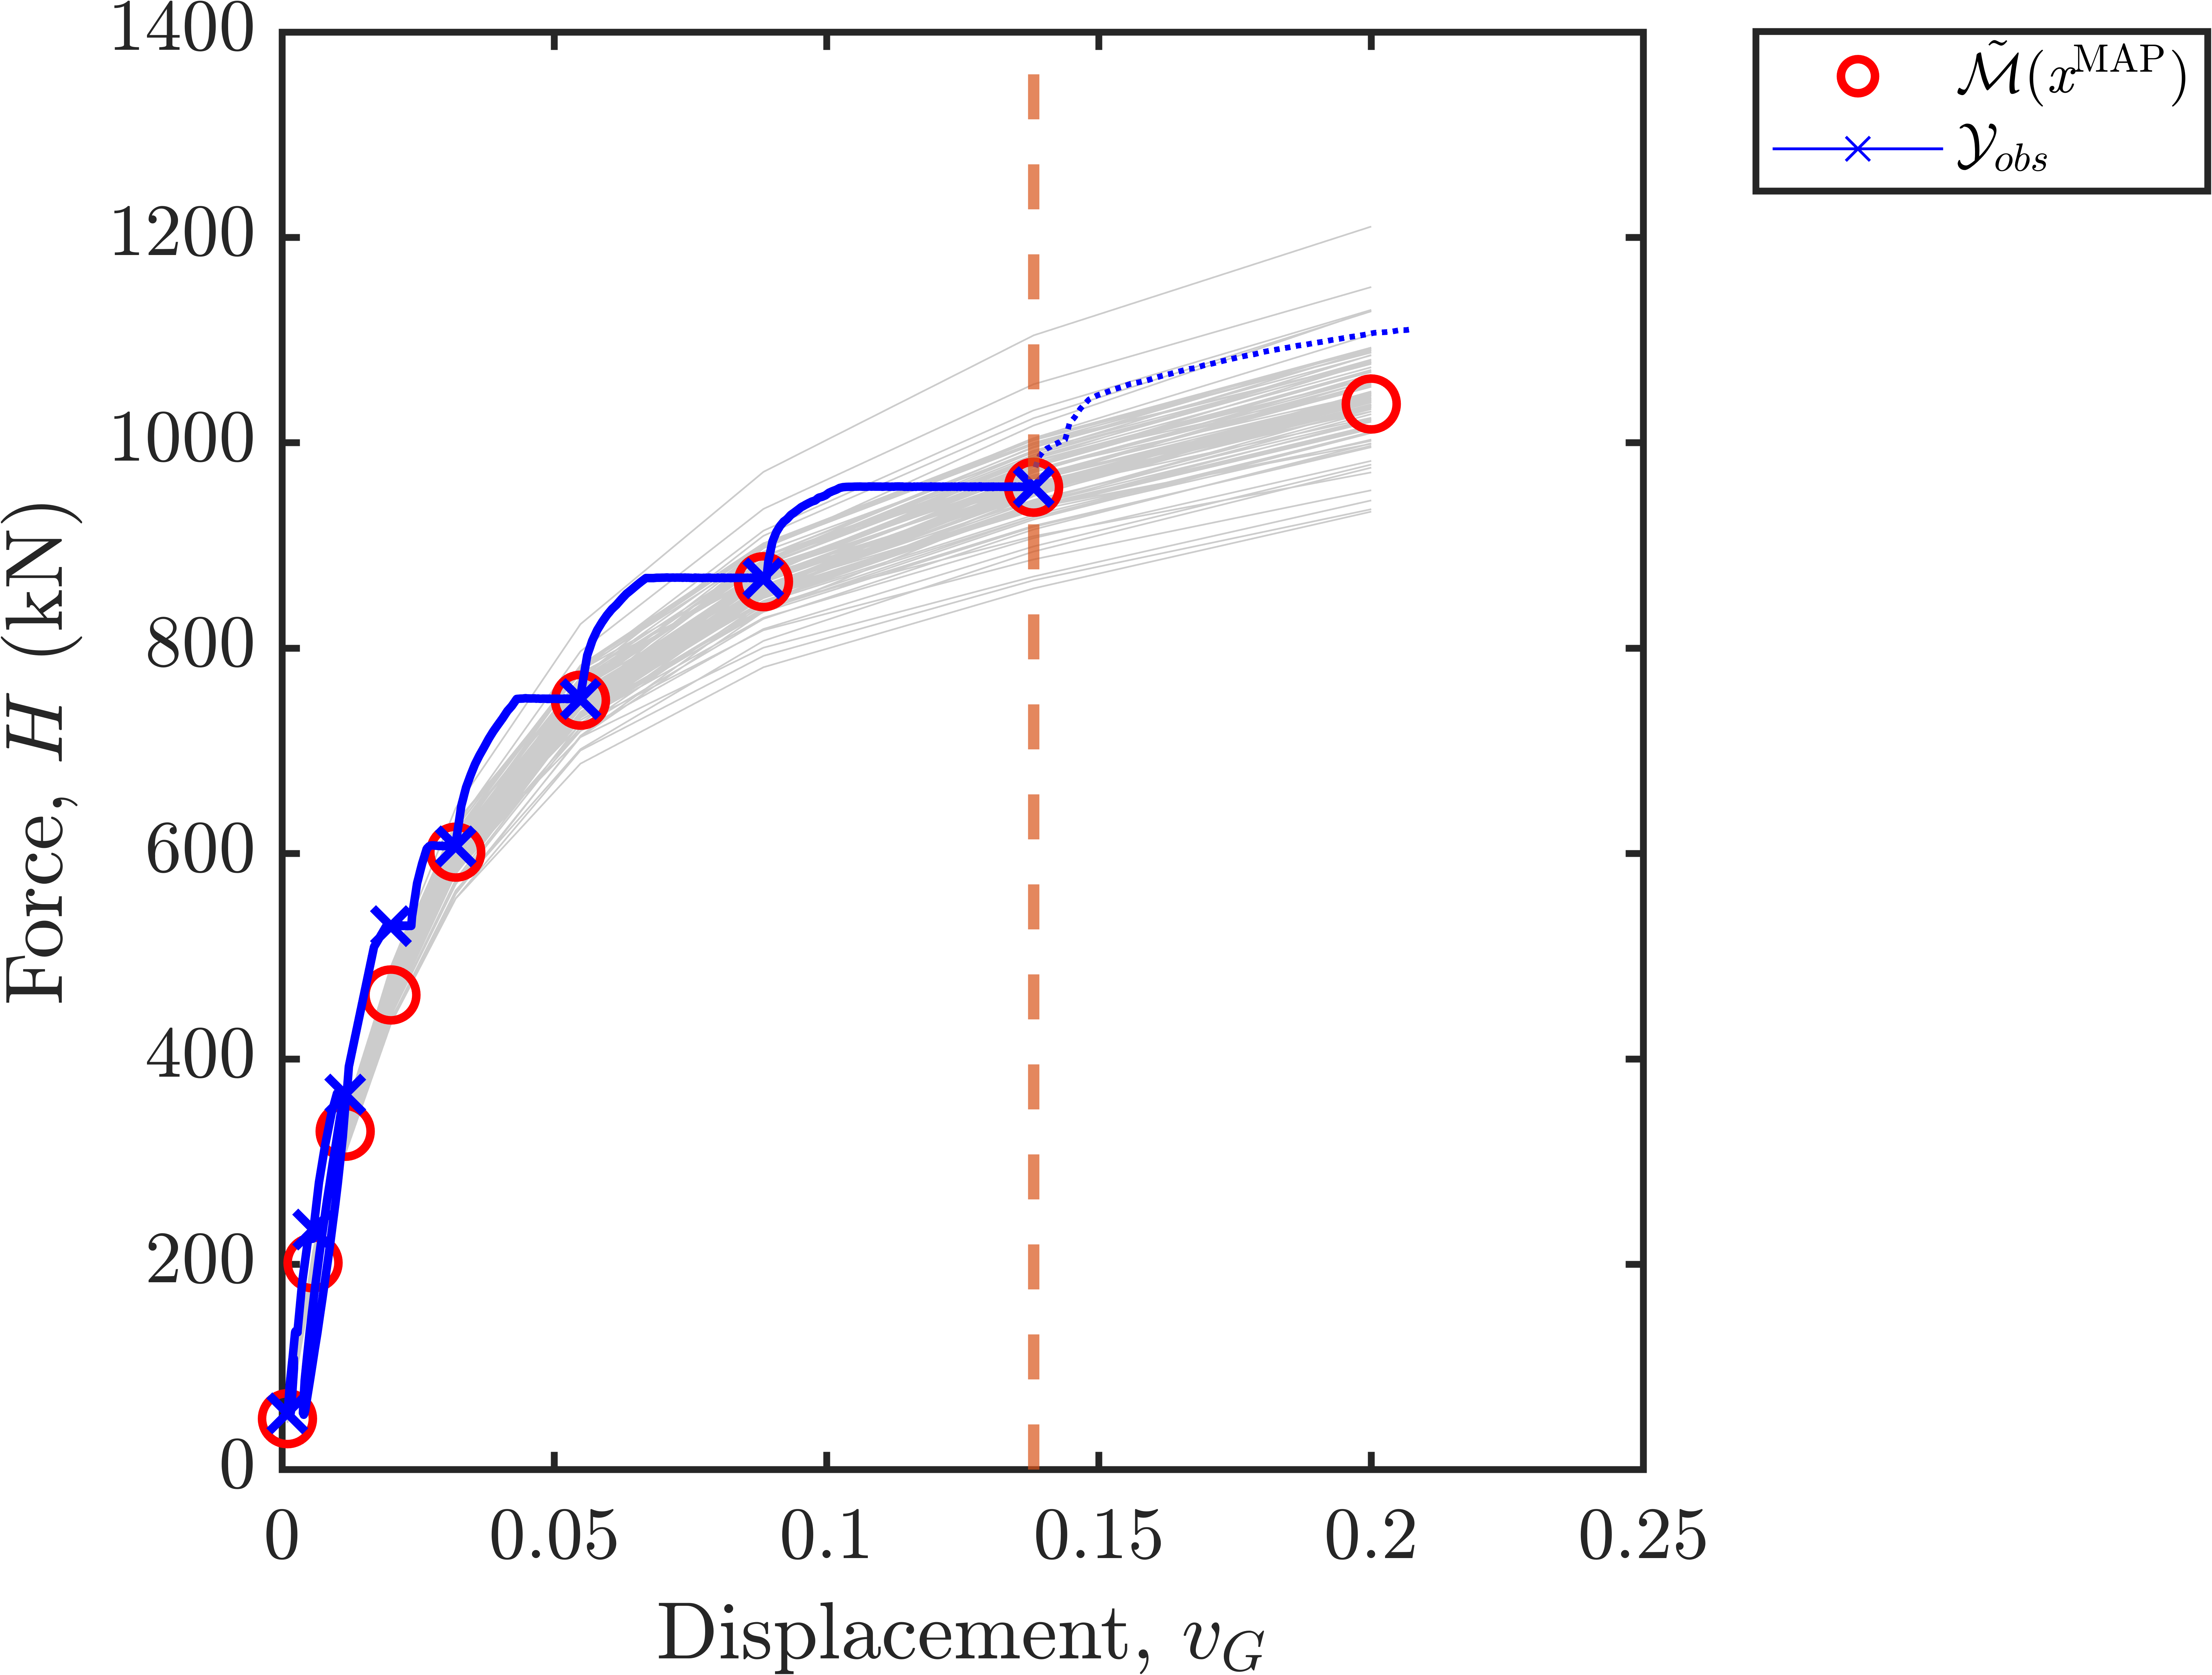 1400
1200
1000
800
600
400
200
0
Force, H (kN)
0 0.05 0.1 0.15 0.2 0.25
Displacement, v_G
M̃(x^MAP)
𝒴_obs